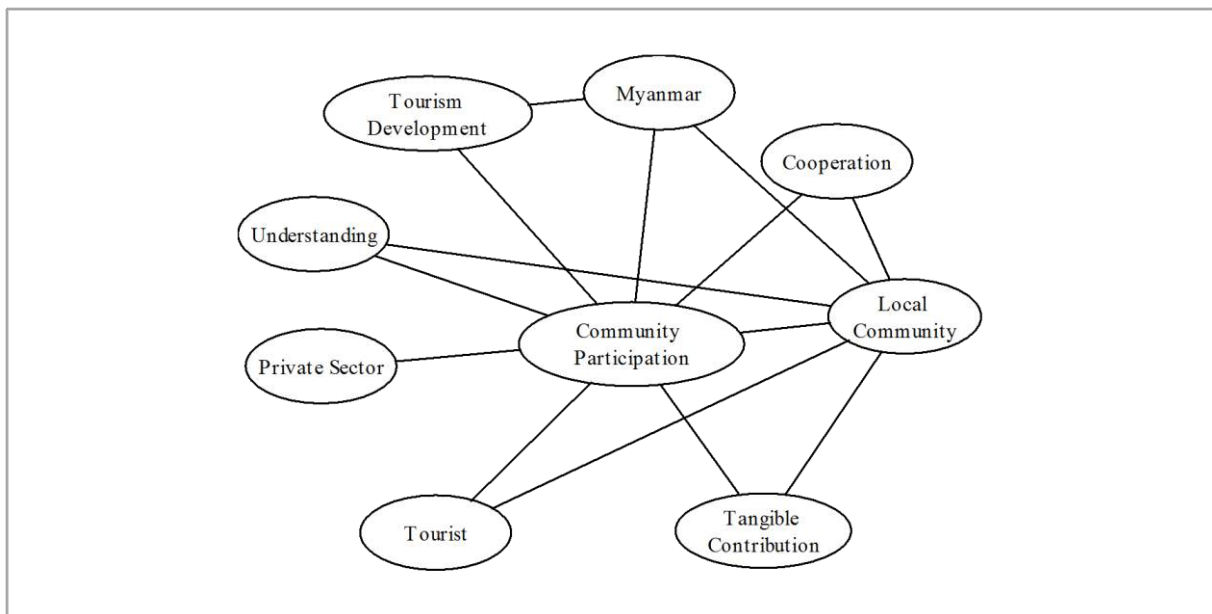 Tourism
Development
Myanmar
Cooperation
Understanding
Local
Community
Community
Participation
Private Sector
Tourist
Tangible
Contribution